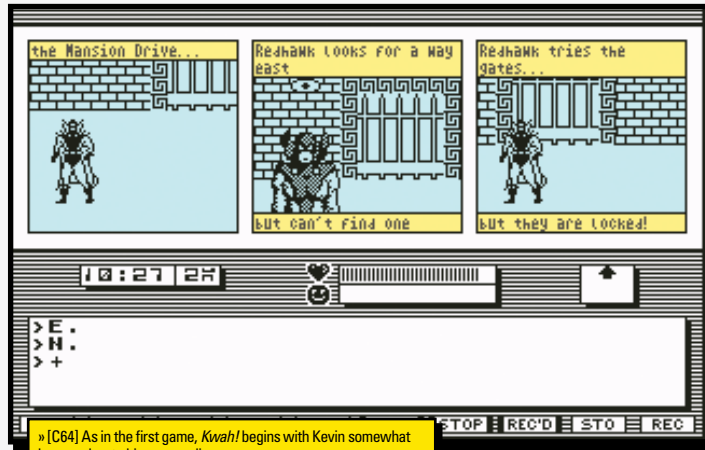 the Mansion Drive...
Redhawk looks for a way
east
but can't find one
Redhawk tries the
gates...
but they are locked!
10:27
>E.
>N.
>+
STOP REC'D STO REC
» [C64] As in the first game, Kwah! begins with Kevin somewhat